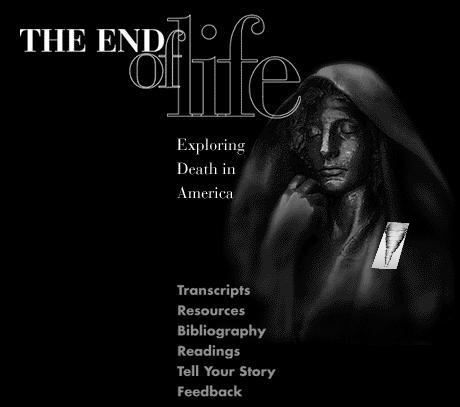 THE END
of life
Exploring
Death in
America
Transcripts
Resources
Bibliography
Readings
Tell Your Story
Feedback